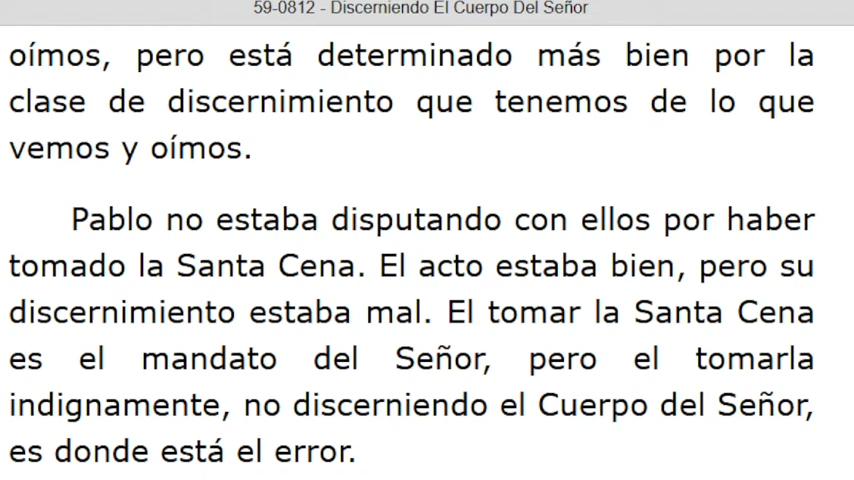 59-0812 - Discerniendo El Cuerpo Del Señor
oímos, pero está determinado más bien por la
clase de discernimiento que tenemos de lo que
vemos y oímos.
Pablo no estaba disputando con ellos por haber
tomado la Santa Cena. El acto estaba bien, pero su
discernimiento estaba mal. El tomar la Santa Cena
es el mandato del Señor, pero el tomarla
indignamente, no discerniendo el Cuerpo del Señor,
es donde está el error.